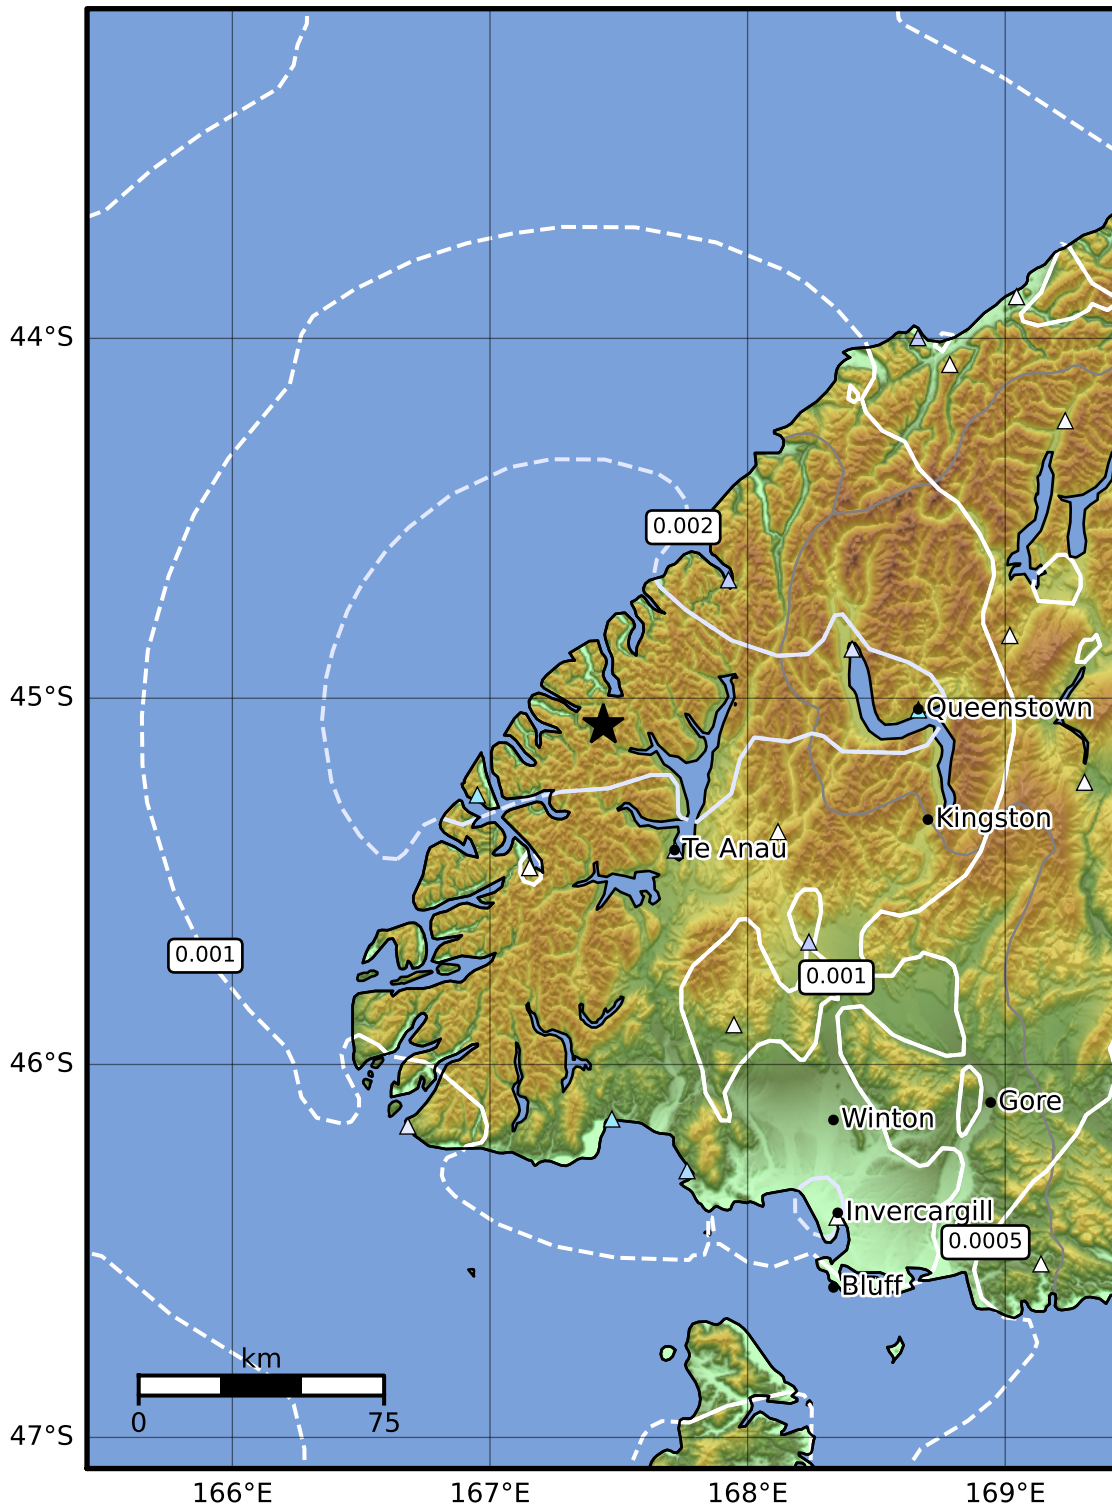 44°S
0.002
45°S
Queenstown
Kingston
Te Anau
0.001
0.001
46°S
Gore
Winton
Invercargill
0.0005
Bluff
km
0
75
47°S
166°E
167°E
168°E
169°E